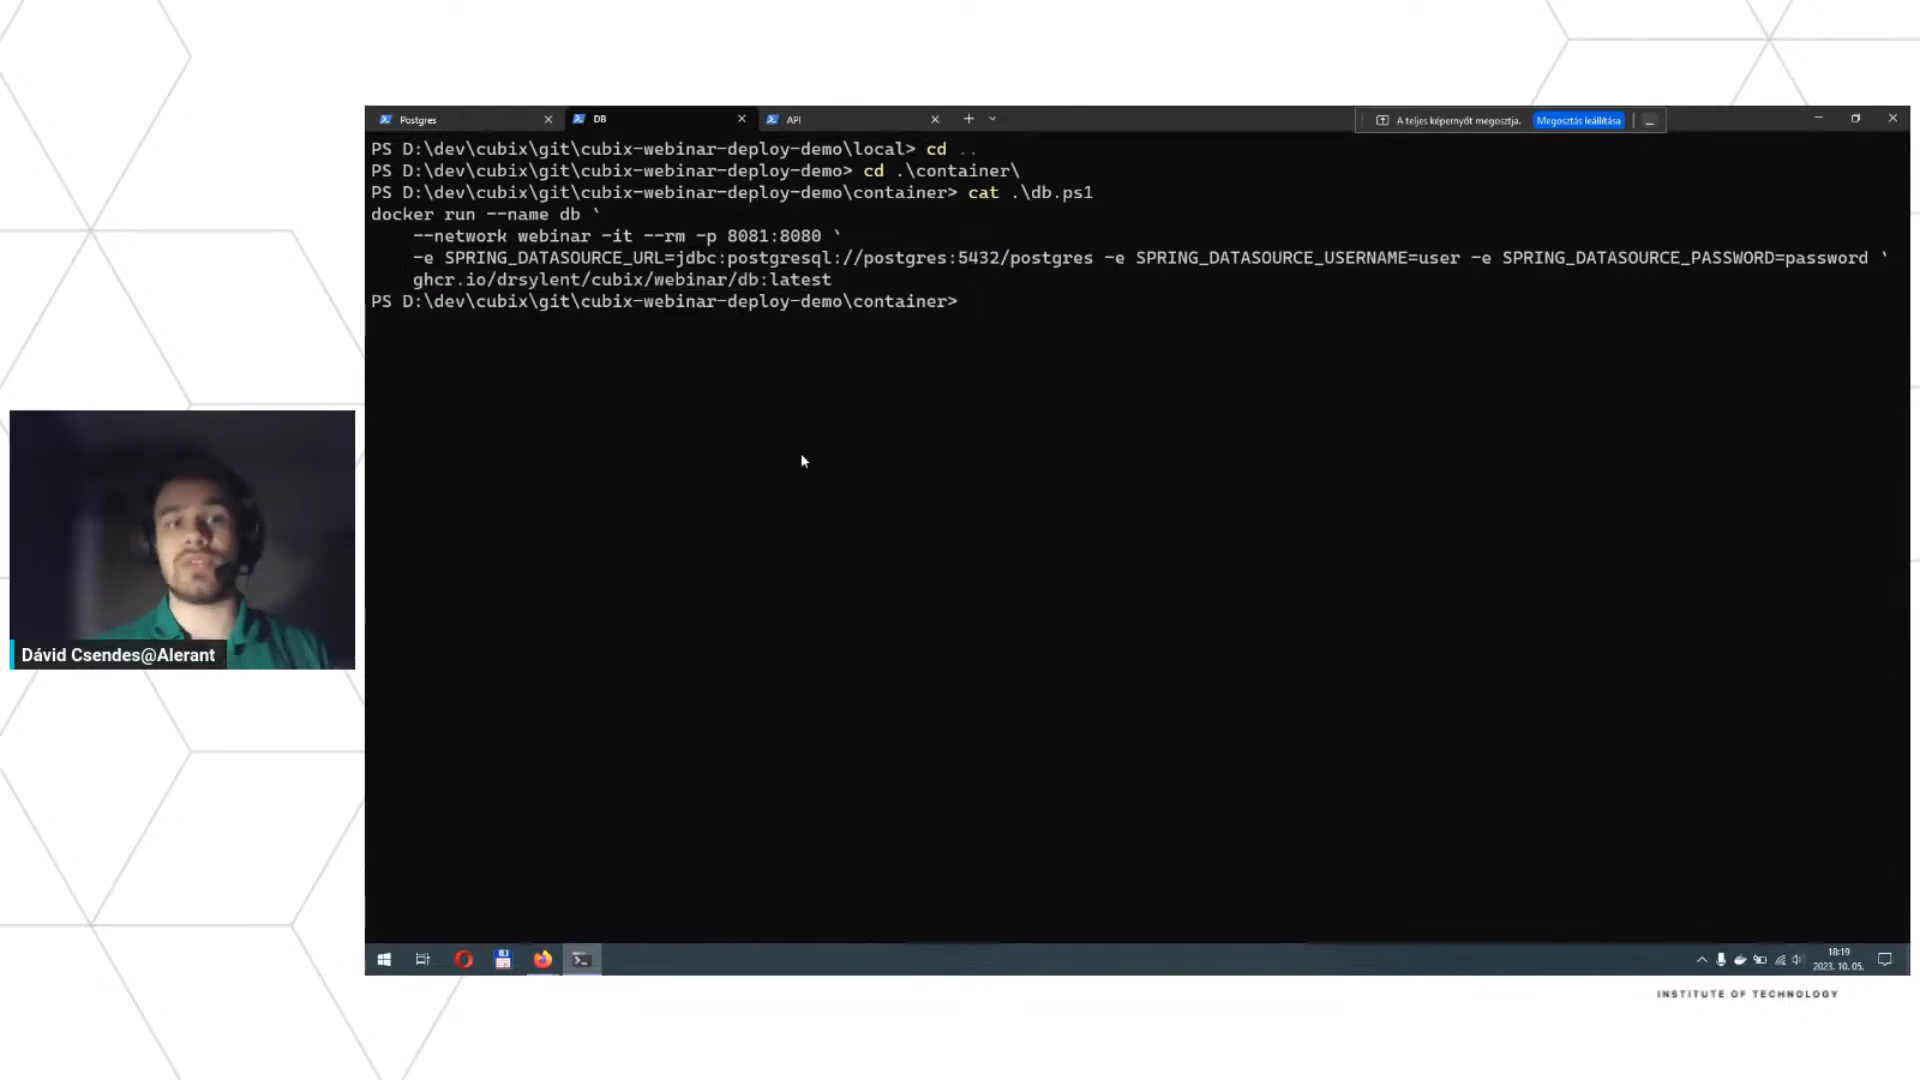 Postgres
DB
API
A teljes képernyőt megosztja.
Megosztás leállítása
PS D:\dev\cubix\git\cubix-webinar-deploy-demo\local> cd ..
PS D:\dev\cubix\git\cubix-webinar-deploy-demo> cd .\container\
PS D:\dev\cubix\git\cubix-webinar-deploy-demo\container> cat .\db.ps1
docker run --name db `
--network webinar -it --rm -p 8081:8080 `
-e SPRING_DATASOURCE_URL=jdbc:postgresql://postgres:5432/postgres -e SPRING_DATASOURCE_USERNAME=user -e SPRING_DATASOURCE_PASSWORD=password `
ghcr.io/drsylent/cubix/webinar/db:latest
PS D:\dev\cubix\git\cubix-webinar-deploy-demo\container>
Dávid Csendes@Alerant
18:19
2023. 10. 05.
INSTITUTE OF TECHNOLOGY